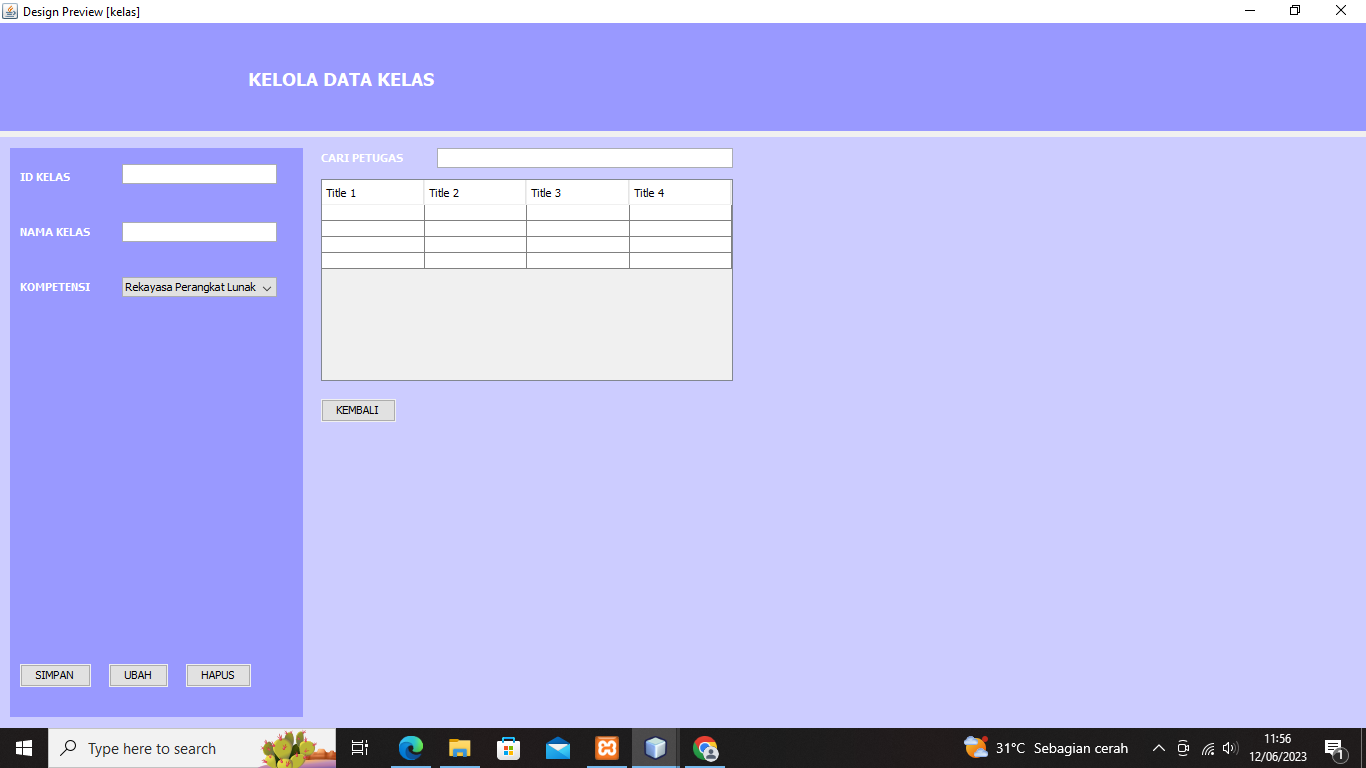 Design Preview [kelas]
KELOLA DATA KELAS
ID KELAS
NAMA KELAS
KOMPETENSI Rekayasa Perangkat Lunak
SIMPAN UBAH HAPUS
CARI PETUGAS
Title 1 Title 2 Title 3 Title 4
KEMBALI
Type here to search
31°C Sebagian cerah
11:56
12/06/2023
1